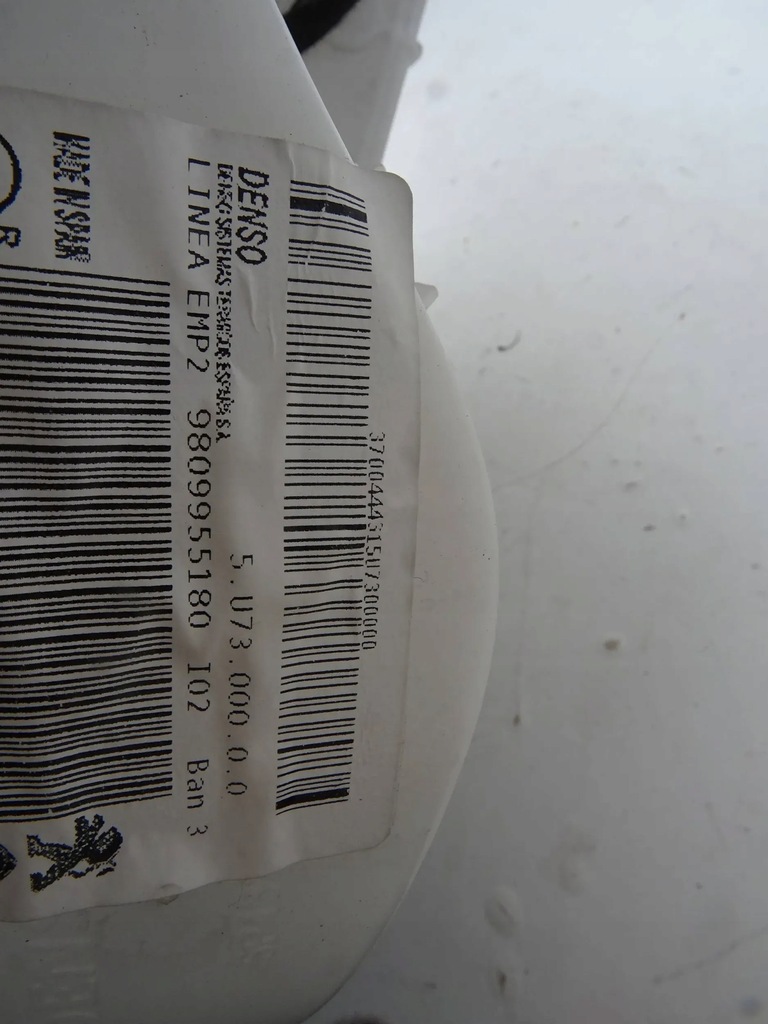 3700444315U7300000
DENSO
DENSO SISTEMAS TERMICOS ESPAÑA S.A.
5.U73.000.0.0
LINEA EMP2 9809955180 I02 Ban 3
MADE IN SPAIN
R